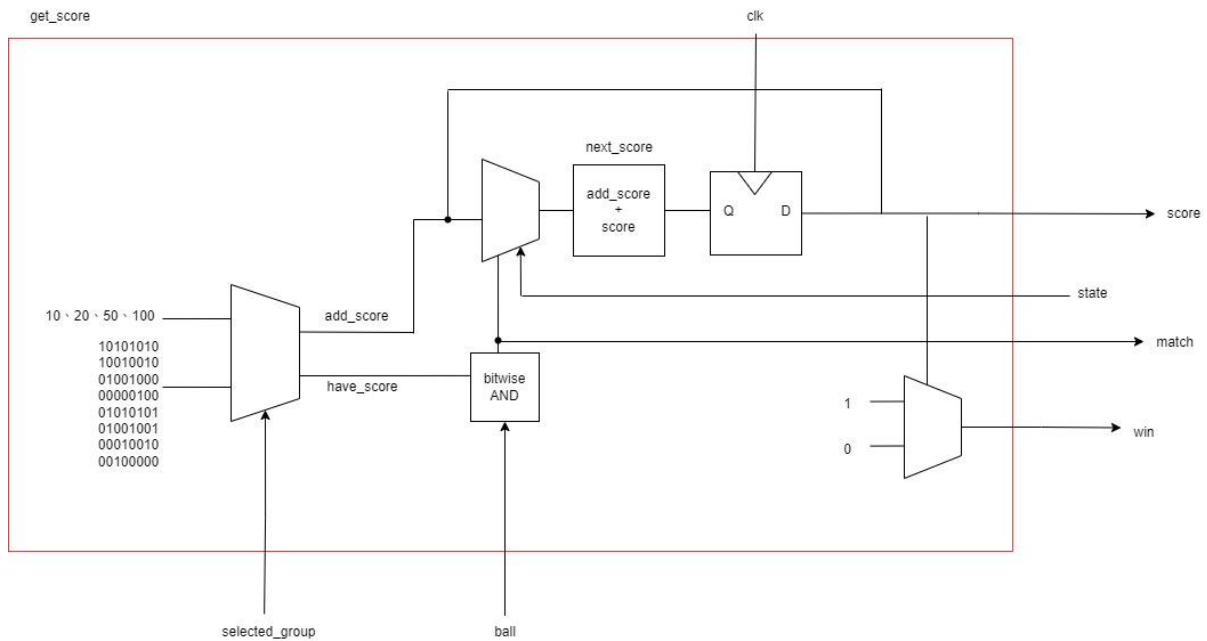 get_score
clk
next_score
add_score
+
score
Q
D
score
state
10、20、50、100
add_score
match
10101010
10010010
01001000
00000100
01010101
01001001
00010010
00100000
have_score
bitwise
AND
1
0
win
selected_group
ball